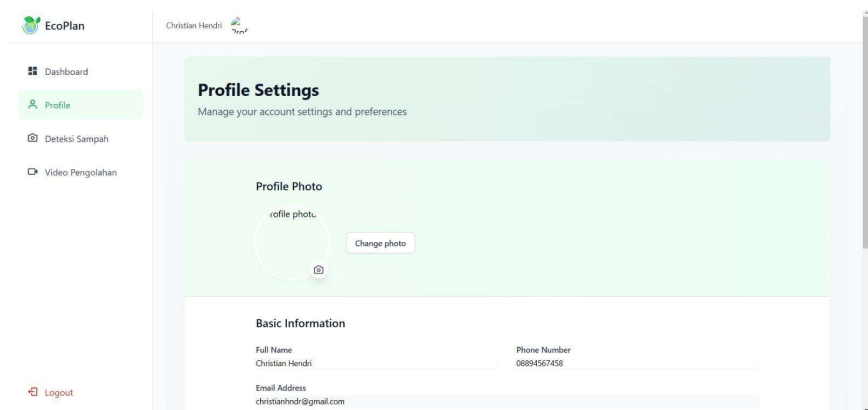 EcoPlan
Christian Hendri
Dashboard
Profile
Deteksi Sampah
Video Pengolahan
Logout
Profile Settings
Manage your account settings and preferences
Profile Photo
photo
Change photo
Basic Information
Full Name
Christian Hendri
Phone Number
08894567458
Email Address
christianhndr@gmail.com